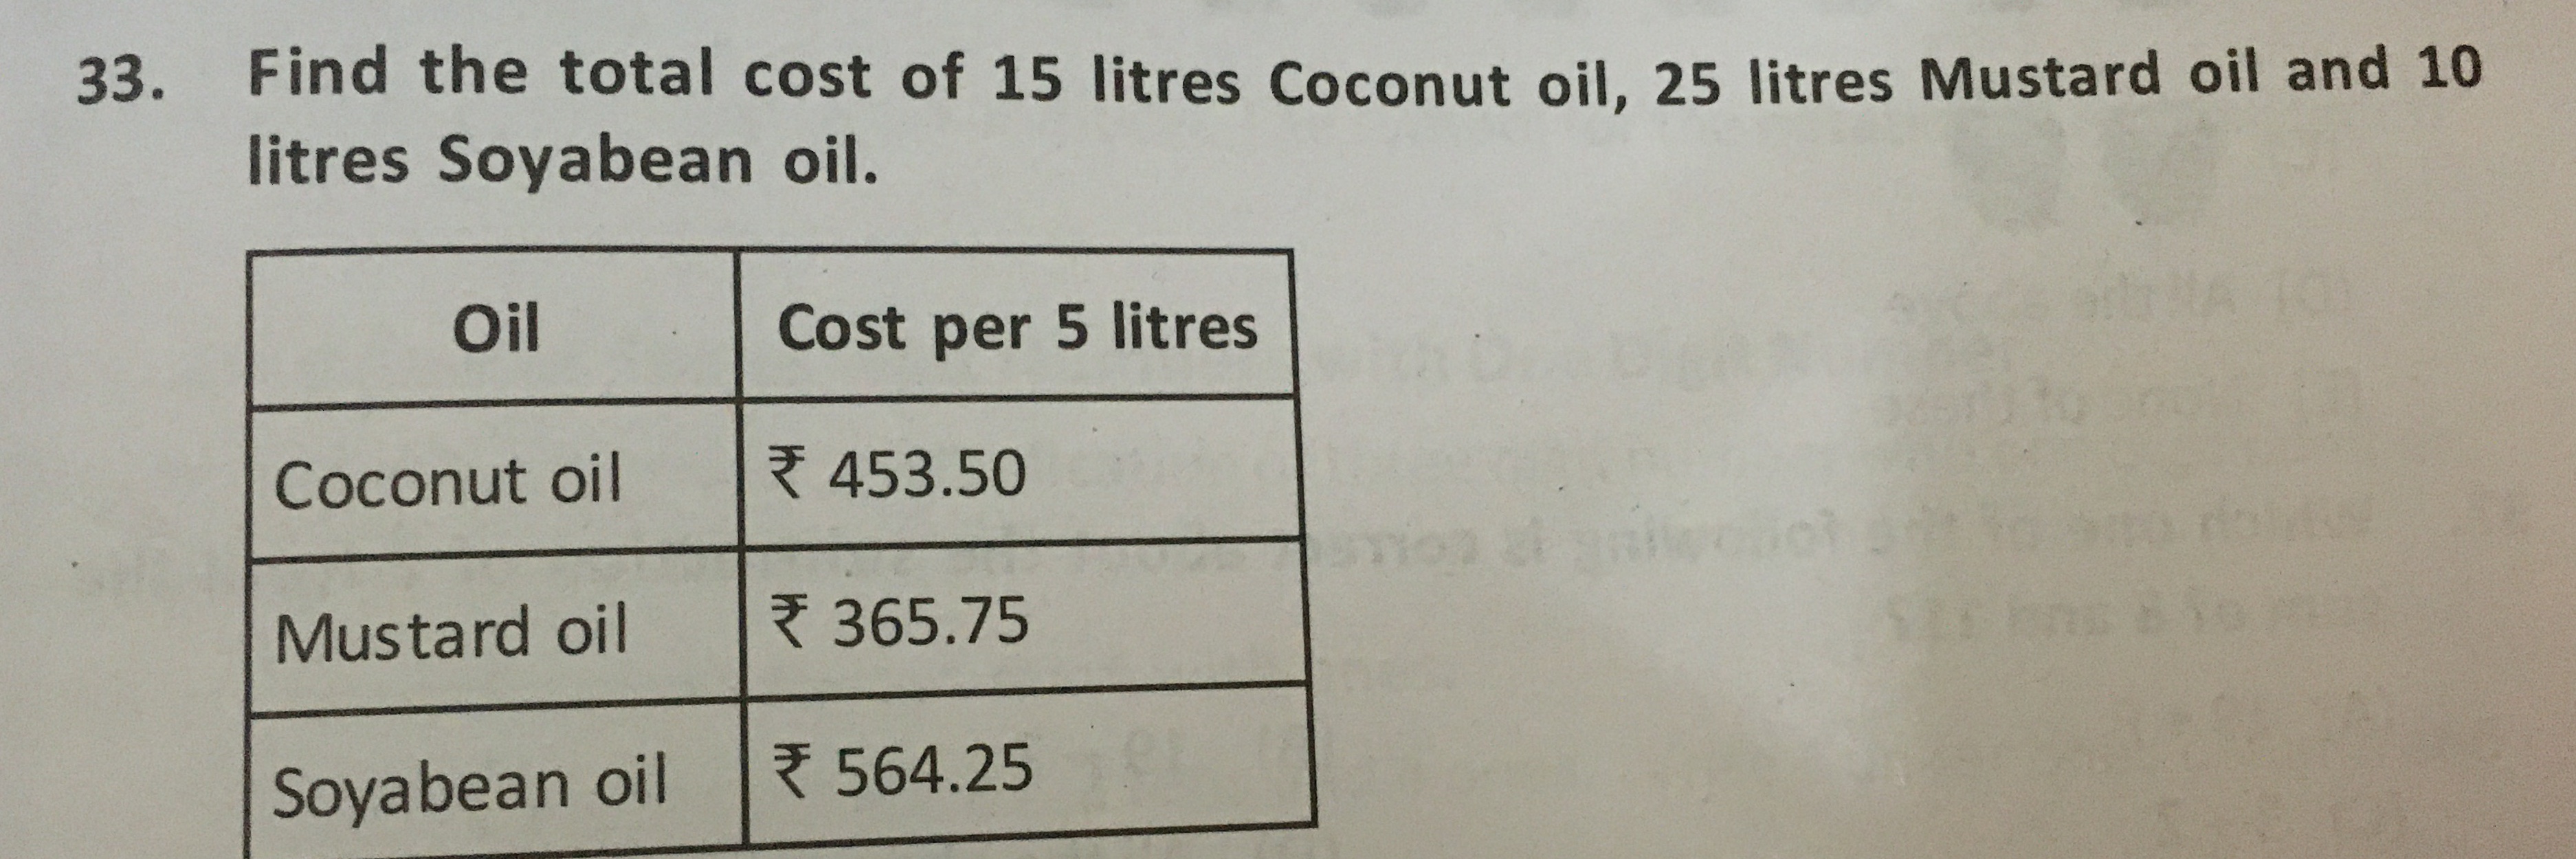 33. Find the total cost of 15 litres Coconut oil, 25 litres Mustard oil and 10
litres Soyabean oil.
Oil Cost per 5 litres
Coconut oil ₹ 453.50
Mustard oil ₹ 365.75
Soyabean oil ₹ 564.25